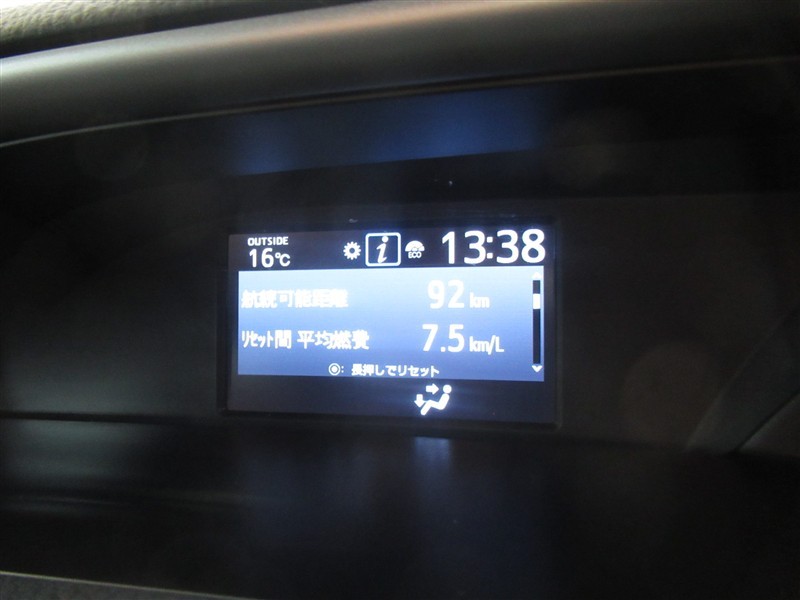 OUTSIDE
16℃
i
ECO
13:38
航続可能距離 92 km
リセット間 平均燃費 7.5 km/L
◉: 長押しでリセット